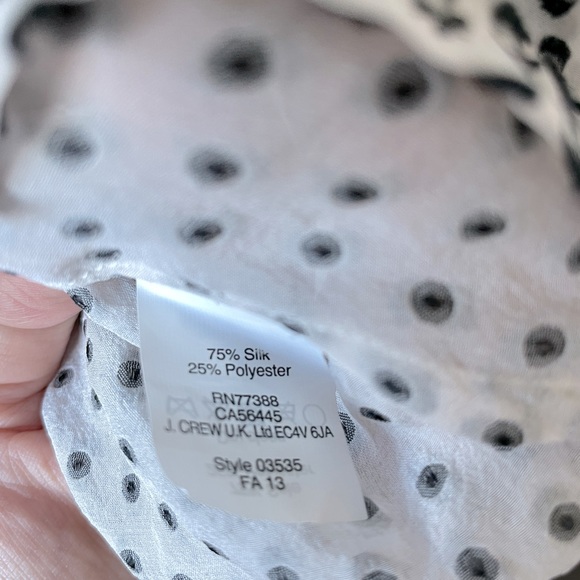 75% Silk
25% Polyester
RN77388
CA56445
J. CREW U.K. Ltd EC4V 6JA
Style 03535
FA 13